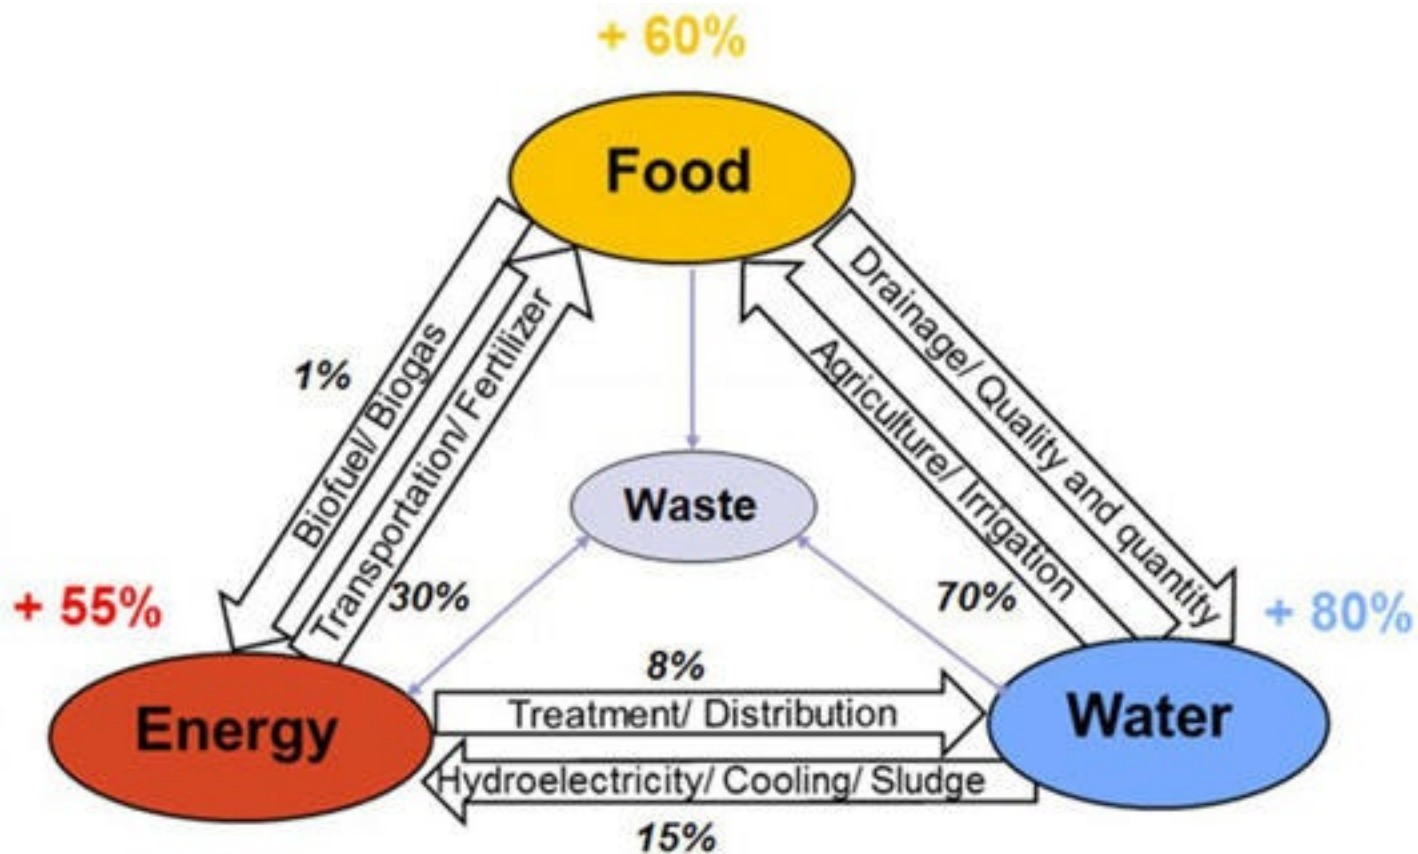 + 60%
Food
Drainage/ Quality and quantity
Agriculture/ Irrigation
1%
Biofuel/ Biogas
Transportation/ Fertilizer
Waste
30%
70%
+ 55%
+ 80%
8%
Energy
Treatment/ Distribution
Water
Hydroelectricity/ Cooling/ Sludge
15%